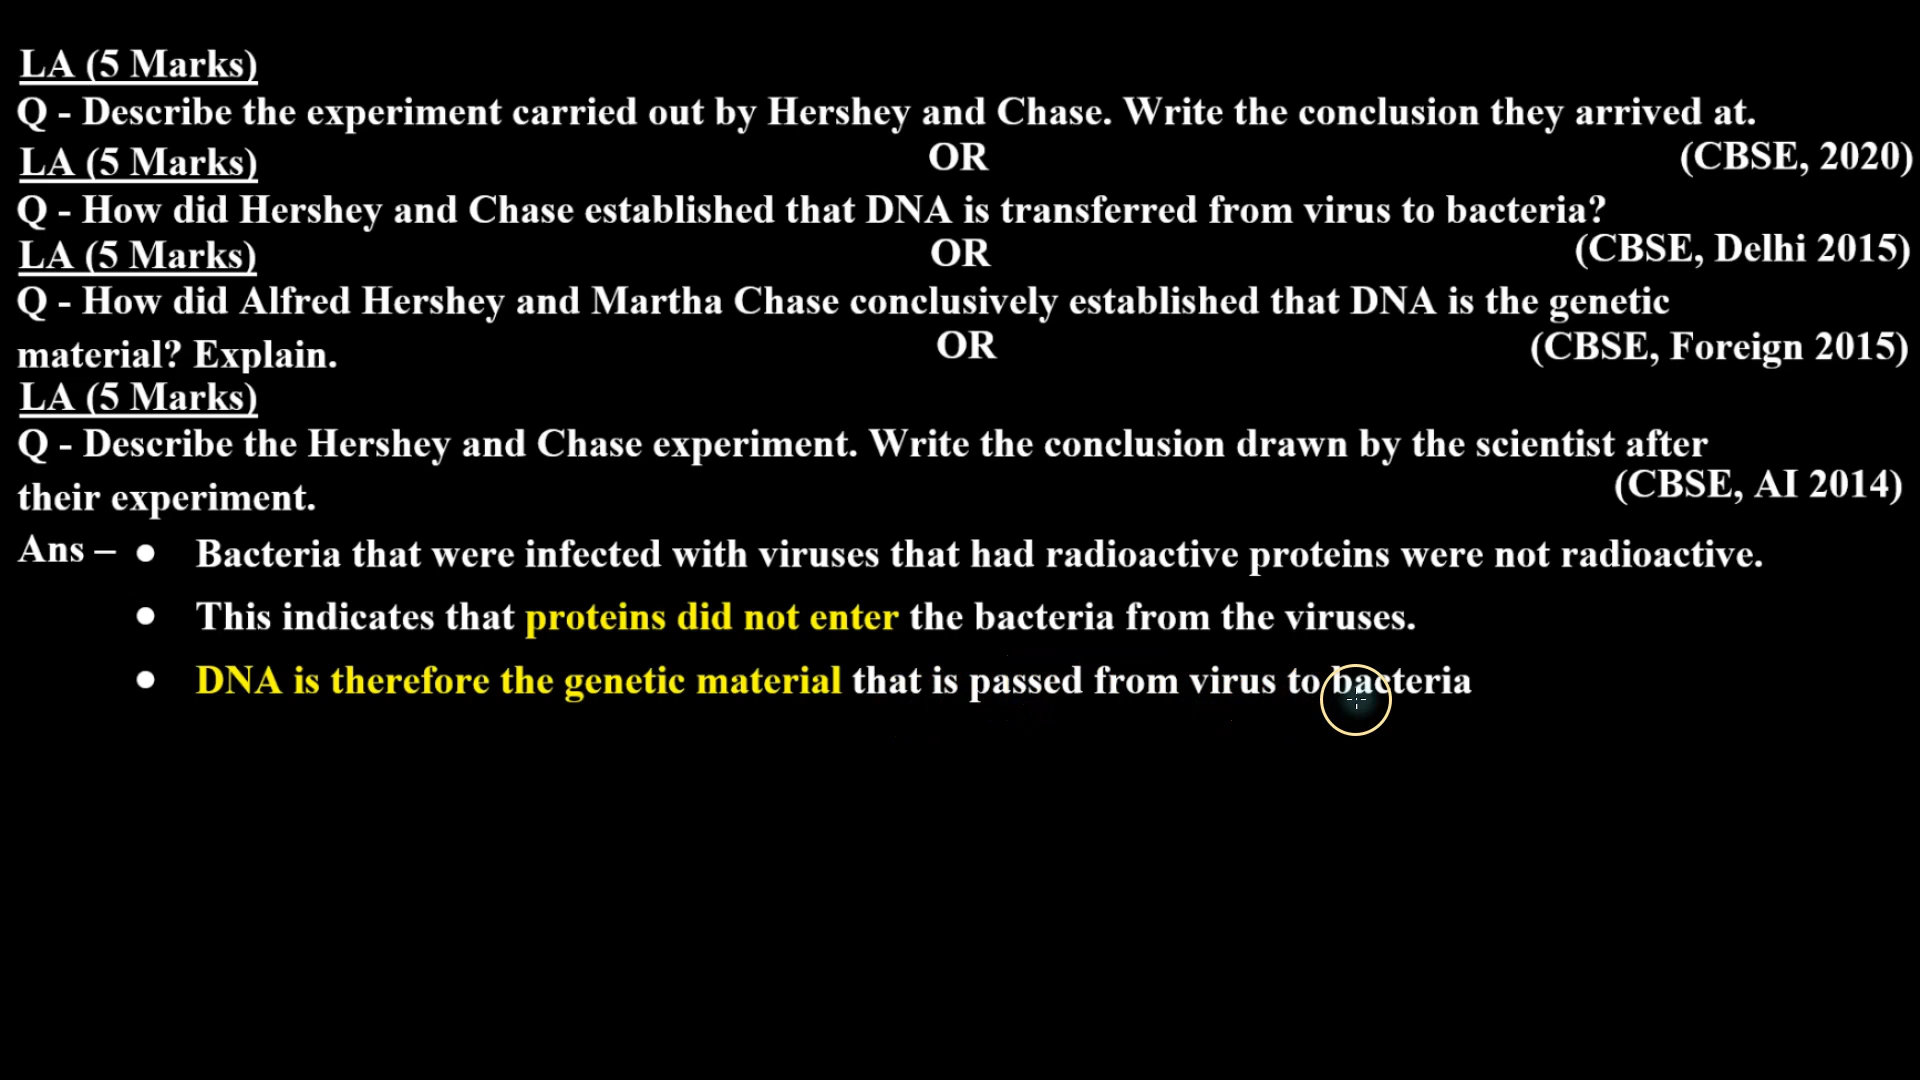 LA (5 Marks)
Q - Describe the experiment carried out by Hershey and Chase. Write the conclusion they arrived at.
OR (CBSE, 2020)
LA (5 Marks)
Q - How did Hershey and Chase established that DNA is transferred from virus to bacteria?
OR (CBSE, Delhi 2015)
LA (5 Marks)
Q - How did Alfred Hershey and Martha Chase conclusively established that DNA is the genetic
material? Explain. OR (CBSE, Foreign 2015)
LA (5 Marks)
Q - Describe the Hershey and Chase experiment. Write the conclusion drawn by the scientist after
their experiment. (CBSE, AI 2014)
Ans – ● Bacteria that were infected with viruses that had radioactive proteins were not radioactive.
● This indicates that proteins did not enter the bacteria from the viruses.
● DNA is therefore the genetic material that is passed from virus to bacteria